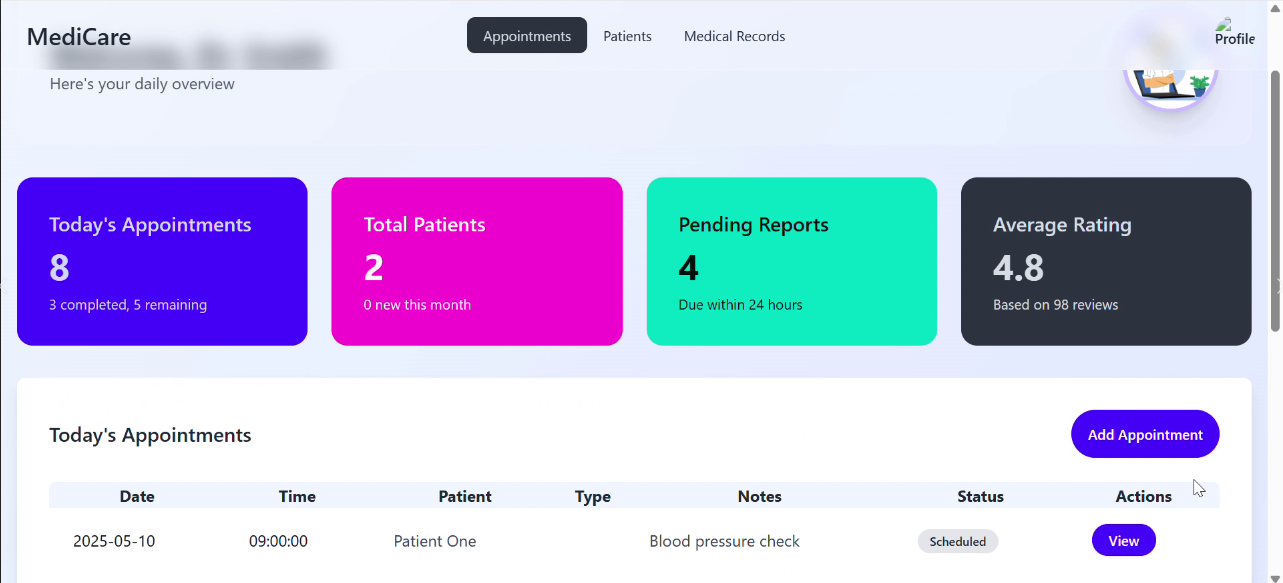 MediCare
Appointments Patients Medical Records
Profile
Here's your daily overview
Today's Appointments
8
3 completed, 5 remaining
Total Patients
2
0 new this month
Pending Reports
4
Due within 24 hours
Average Rating
4.8
Based on 98 reviews
Today's Appointments
Add Appointment
Date Time Patient Type Notes Status Actions
2025-05-10 09:00:00 Patient One Blood pressure check Scheduled View